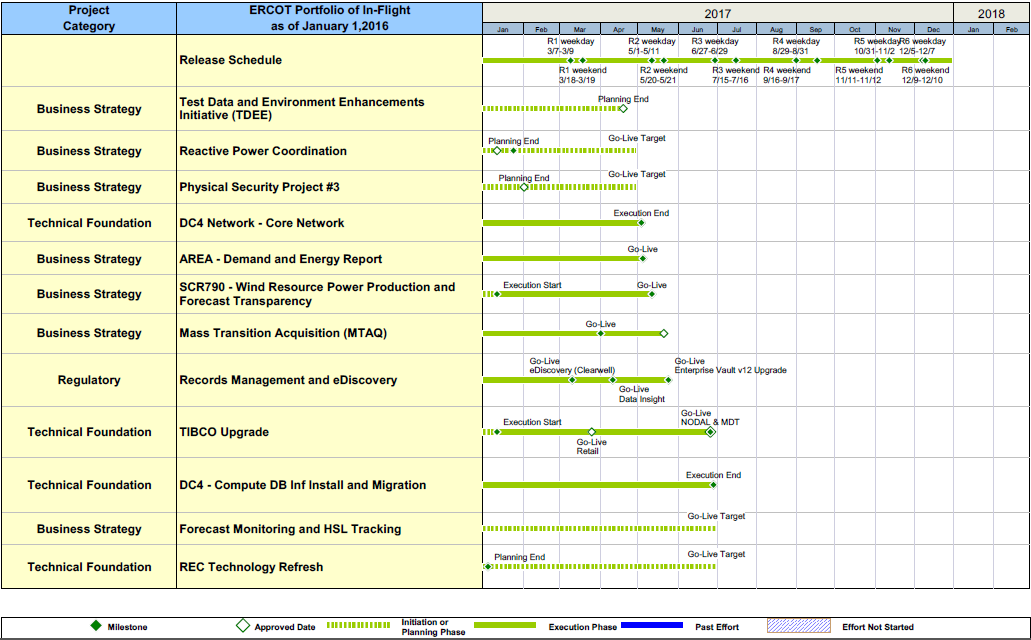 Project
Category
ERCOT Portfolio of In-Flight
as of January 1,2016
2017
2018
Jan Feb Mar Apr May Jun Jul Aug Sep Oct Nov Dec Jan Feb
Release Schedule
R1 weekday
3/7-3/9
R2 weekday
5/1-5/11
R3 weekday
6/27-6/29
R4 weekday
8/29-8/31
R5 weekday
10/31-11/2
R6 weekday
12/5-12/7
R1 weekend
3/18-3/19
R2 weekend
5/20-5/21
R3 weekend
7/15-7/16
R4 weekend
9/16-9/17
R5 weekend
11/11-11/12
R6 weekend
12/9-12/10
Business Strategy
Test Data and Environment Enhancements
Initiative (TDEE)
Planning End
Business Strategy
Reactive Power Coordination
Planning End
Go-Live Target
Business Strategy
Physical Security Project #3
Planning End
Go-Live Target
Technical Foundation
DC4 Network - Core Network
Execution End
Business Strategy
AREA - Demand and Energy Report
Go-Live
Business Strategy
SCR790 - Wind Resource Power Production and
Forecast Transparency
Execution Start
Go-Live
Business Strategy
Mass Transition Acquisition (MTAQ)
Go-Live
Regulatory
Records Management and eDiscovery
Go-Live
eDiscovery (Clearwell)
Go-Live
Data Insight
Go-Live
Enterprise Vault v12 Upgrade
Technical Foundation
TIBCO Upgrade
Execution Start
Go-Live
Retail
Go-Live
NODAL & MDT
Technical Foundation
DC4 - Compute DB Inf Install and Migration
Execution End
Business Strategy
Forecast Monitoring and HSL Tracking
Go-Live Target
Technical Foundation
REC Technology Refresh
Planning End
Go-Live Target
Milestone
Approved Date
Initiation or
Planning Phase
Execution Phase
Past Effort
Effort Not Started